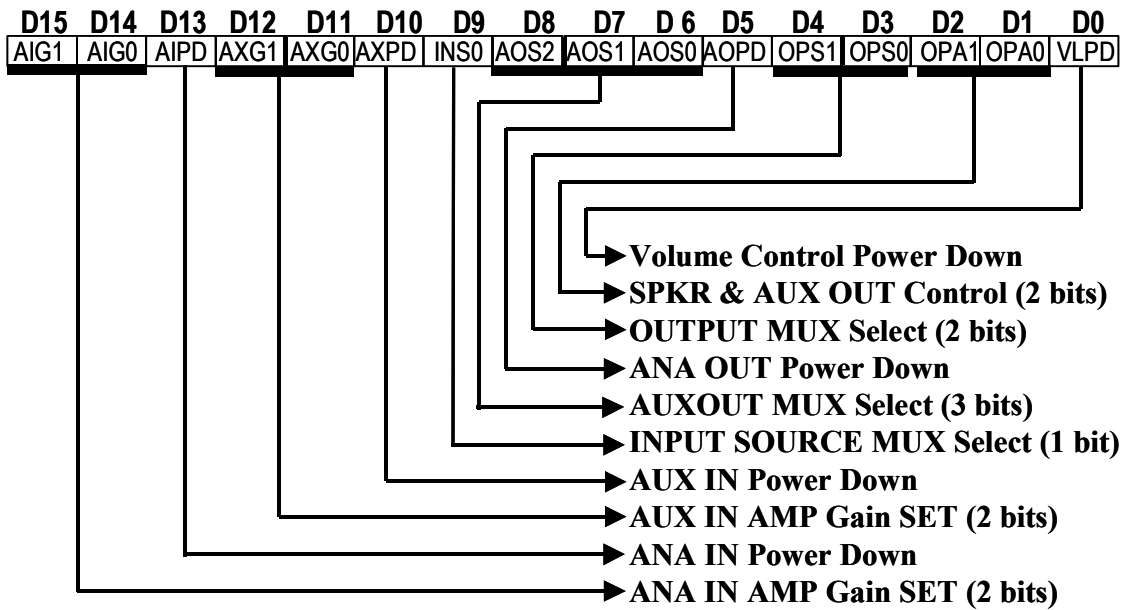 D15 D14 D13 D12 D11 D10 D9 D8 D7 D 6 D5 D4 D3 D2 D1 D0
AIG1 AIG0 AIPD AXG1 AXG0 AXPD INS0 AOS2 AOS1 AOS0 AOPD OPS1 OPS0 OPA1 OPA0 VLPD
Volume Control Power Down
SPKR & AUX OUT Control (2 bits)
OUTPUT MUX Select (2 bits)
ANA OUT Power Down
AUXOUT MUX Select (3 bits)
INPUT SOURCE MUX Select (1 bit)
AUX IN Power Down
AUX IN AMP Gain SET (2 bits)
ANA IN Power Down
ANA IN AMP Gain SET (2 bits)